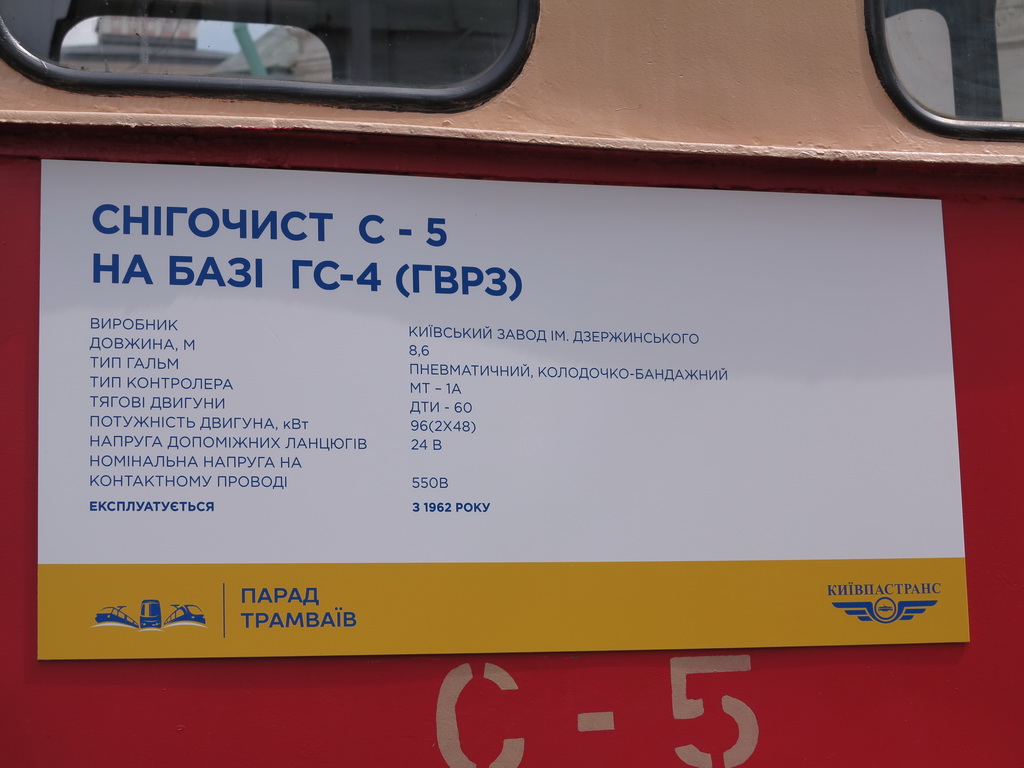 СНІГОЧИСТ С - 5
НА БАЗІ ГС-4 (ГВРЗ)
ВИРОБНИК КИЇВСЬКИЙ ЗАВОД ІМ. ДЗЕРЖИНСЬКОГО
ДОВЖИНА, М 8,6
ТИП ГАЛЬМ ПНЕВМАТИЧНИЙ, КОЛОДОЧКО-БАНДАЖНИЙ
ТИП КОНТРОЛЕРА МТ – 1А
ТЯГОВІ ДВИГУНИ ДТИ - 60
ПОТУЖНІСТЬ ДВИГУНА, кВт 96(2Х48)
НАПРУГА ДОПОМІЖНИХ ЛАНЦЮГІВ 24 В
НОМІНАЛЬНА НАПРУГА НА
КОНТАКТНОМУ ПРОВОДІ 550В
ЕКСПЛУАТУЄТЬСЯ З 1962 РОКУ
ПАРАД
ТРАМВАЇВ
КИЇВПАСТРАНС
С - 5